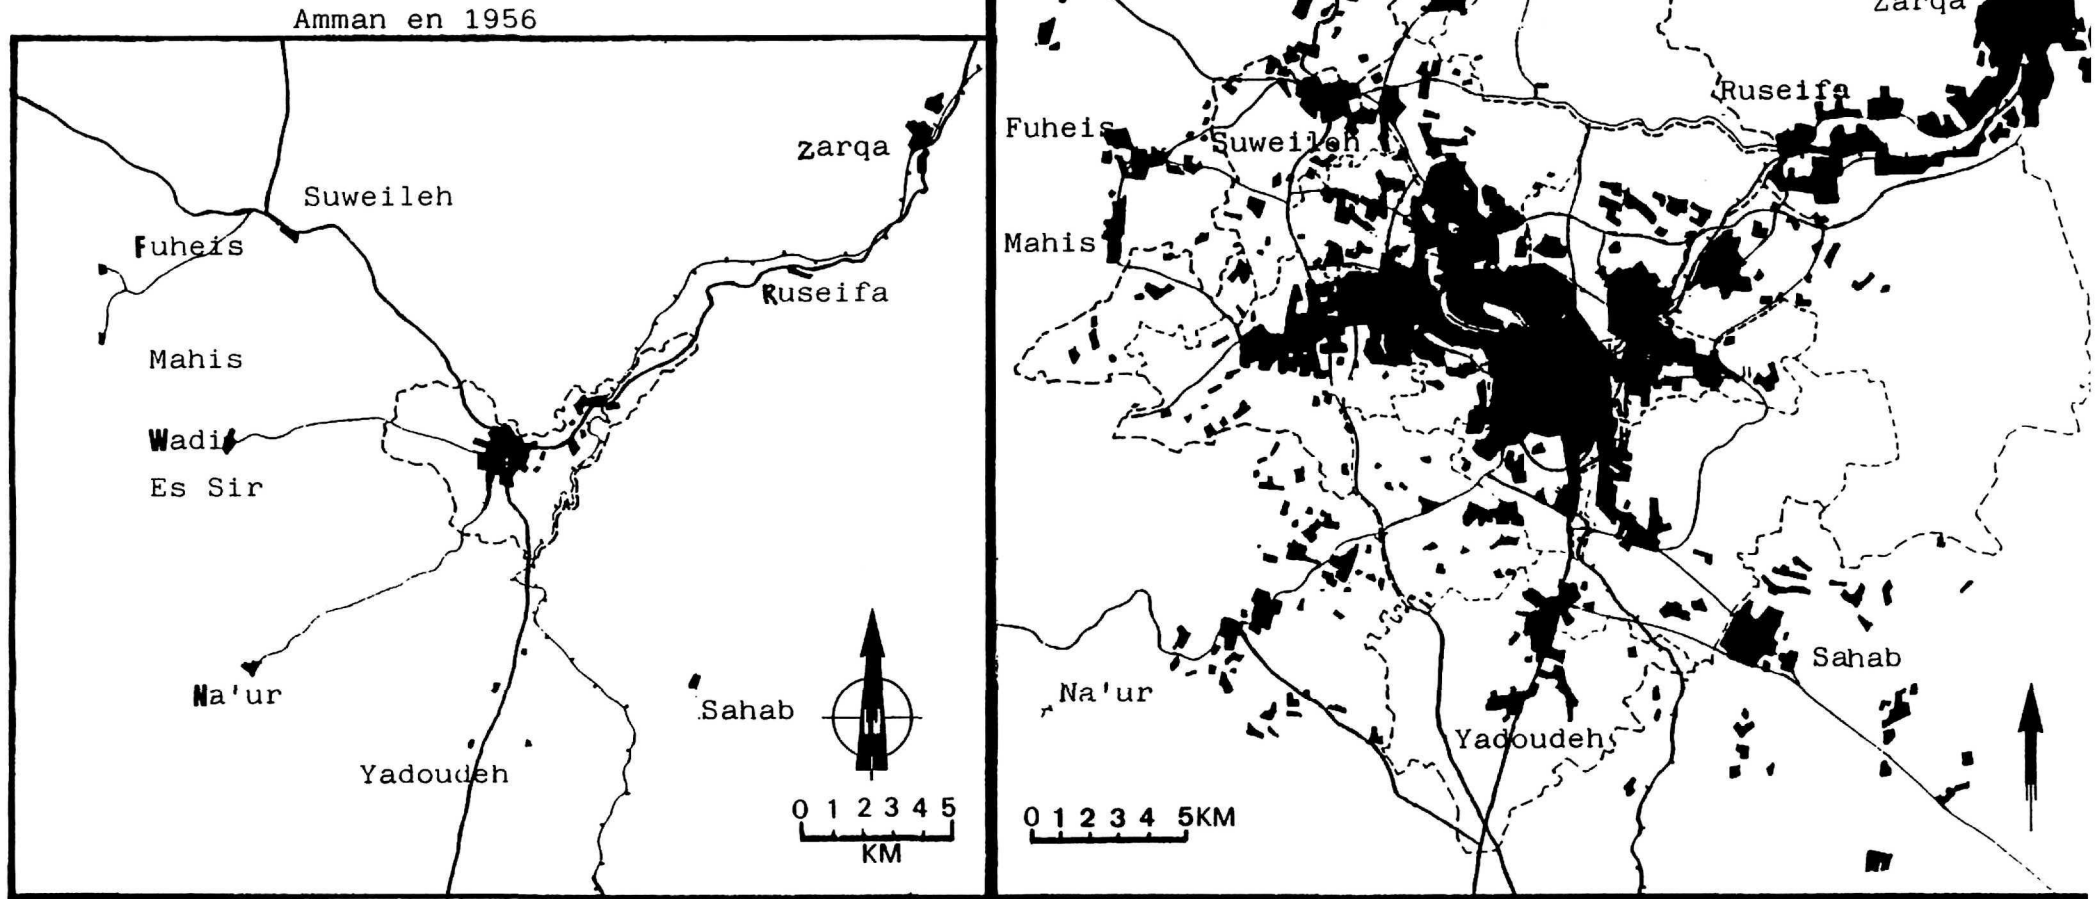 Amman en 1956
Zarqa
Suweileh
Fuheis
Ruseifa
Mahis
Wadi
Es Sir
Na'ur
Sahab
Yadoudeh
N
0 1 2 3 4 5
KM
Zarqa
Ruseifa
Fuheis
Suweileh
Mahis
Sahab
Na'ur
Yadoudeh
0 1 2 3 4 5KM